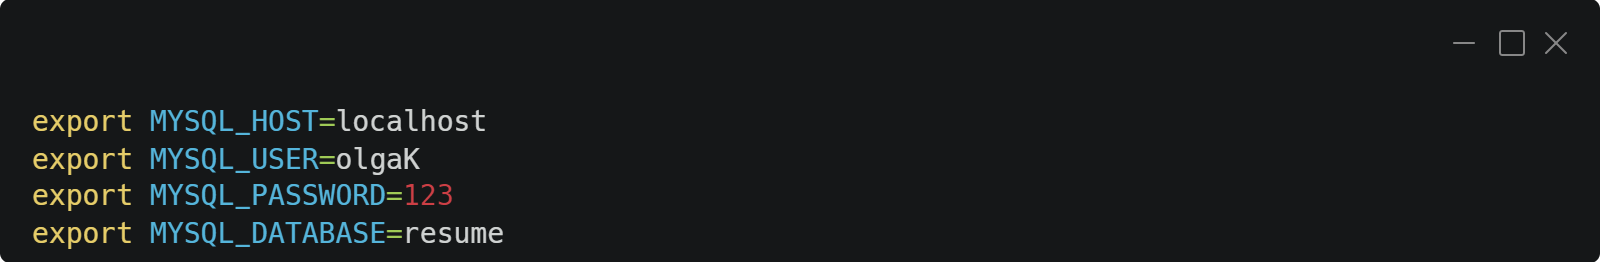 export MYSQL_HOST=localhost
export MYSQL_USER=olgaK
export MYSQL_PASSWORD=123
export MYSQL_DATABASE=resume